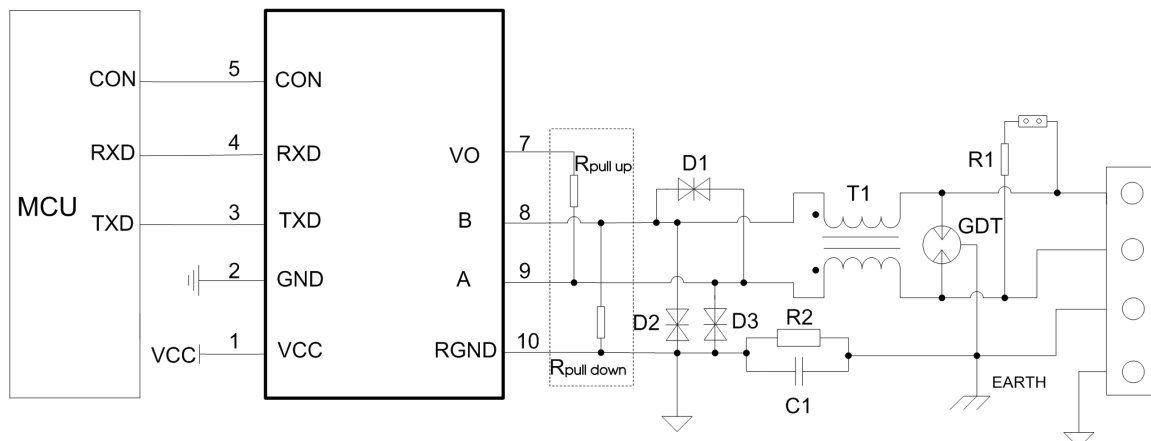 MCU
CON
RXD
TXD
5
4
3
2
1
VCC
CON
RXD
TXD
GND
VCC
VO
B
A
RGND
7
8
9
10
Rpull up
Rpull down
D1
D2
D3
T1
R2
C1
GDT
R1
EARTH